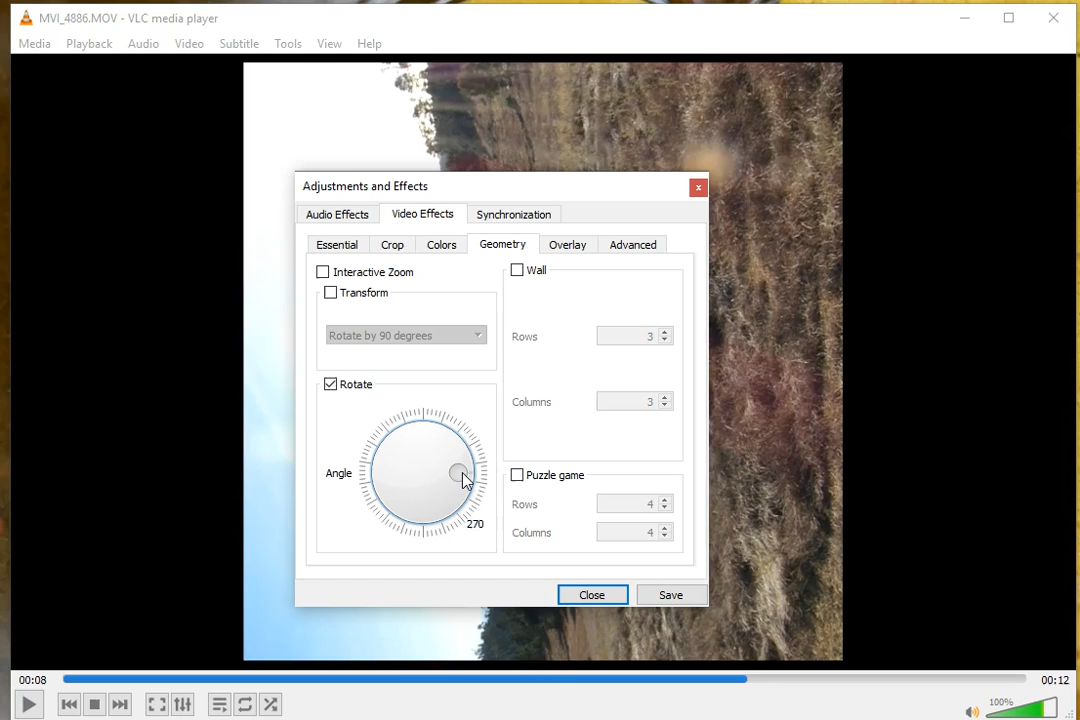 MVI_4886.MOV - VLC media player
Media Playback Audio Video Subtitle Tools View Help
Adjustments and Effects
Audio Effects Video Effects Synchronization
Essential Crop Colors Geometry Overlay Advanced
Interactive Zoom
Transform
Rotate by 90 degrees
Rotate
Angle
270
Wall
Rows 3
Columns 3
Puzzle game
Rows 4
Columns 4
Close Save
00:08 00:12
100%